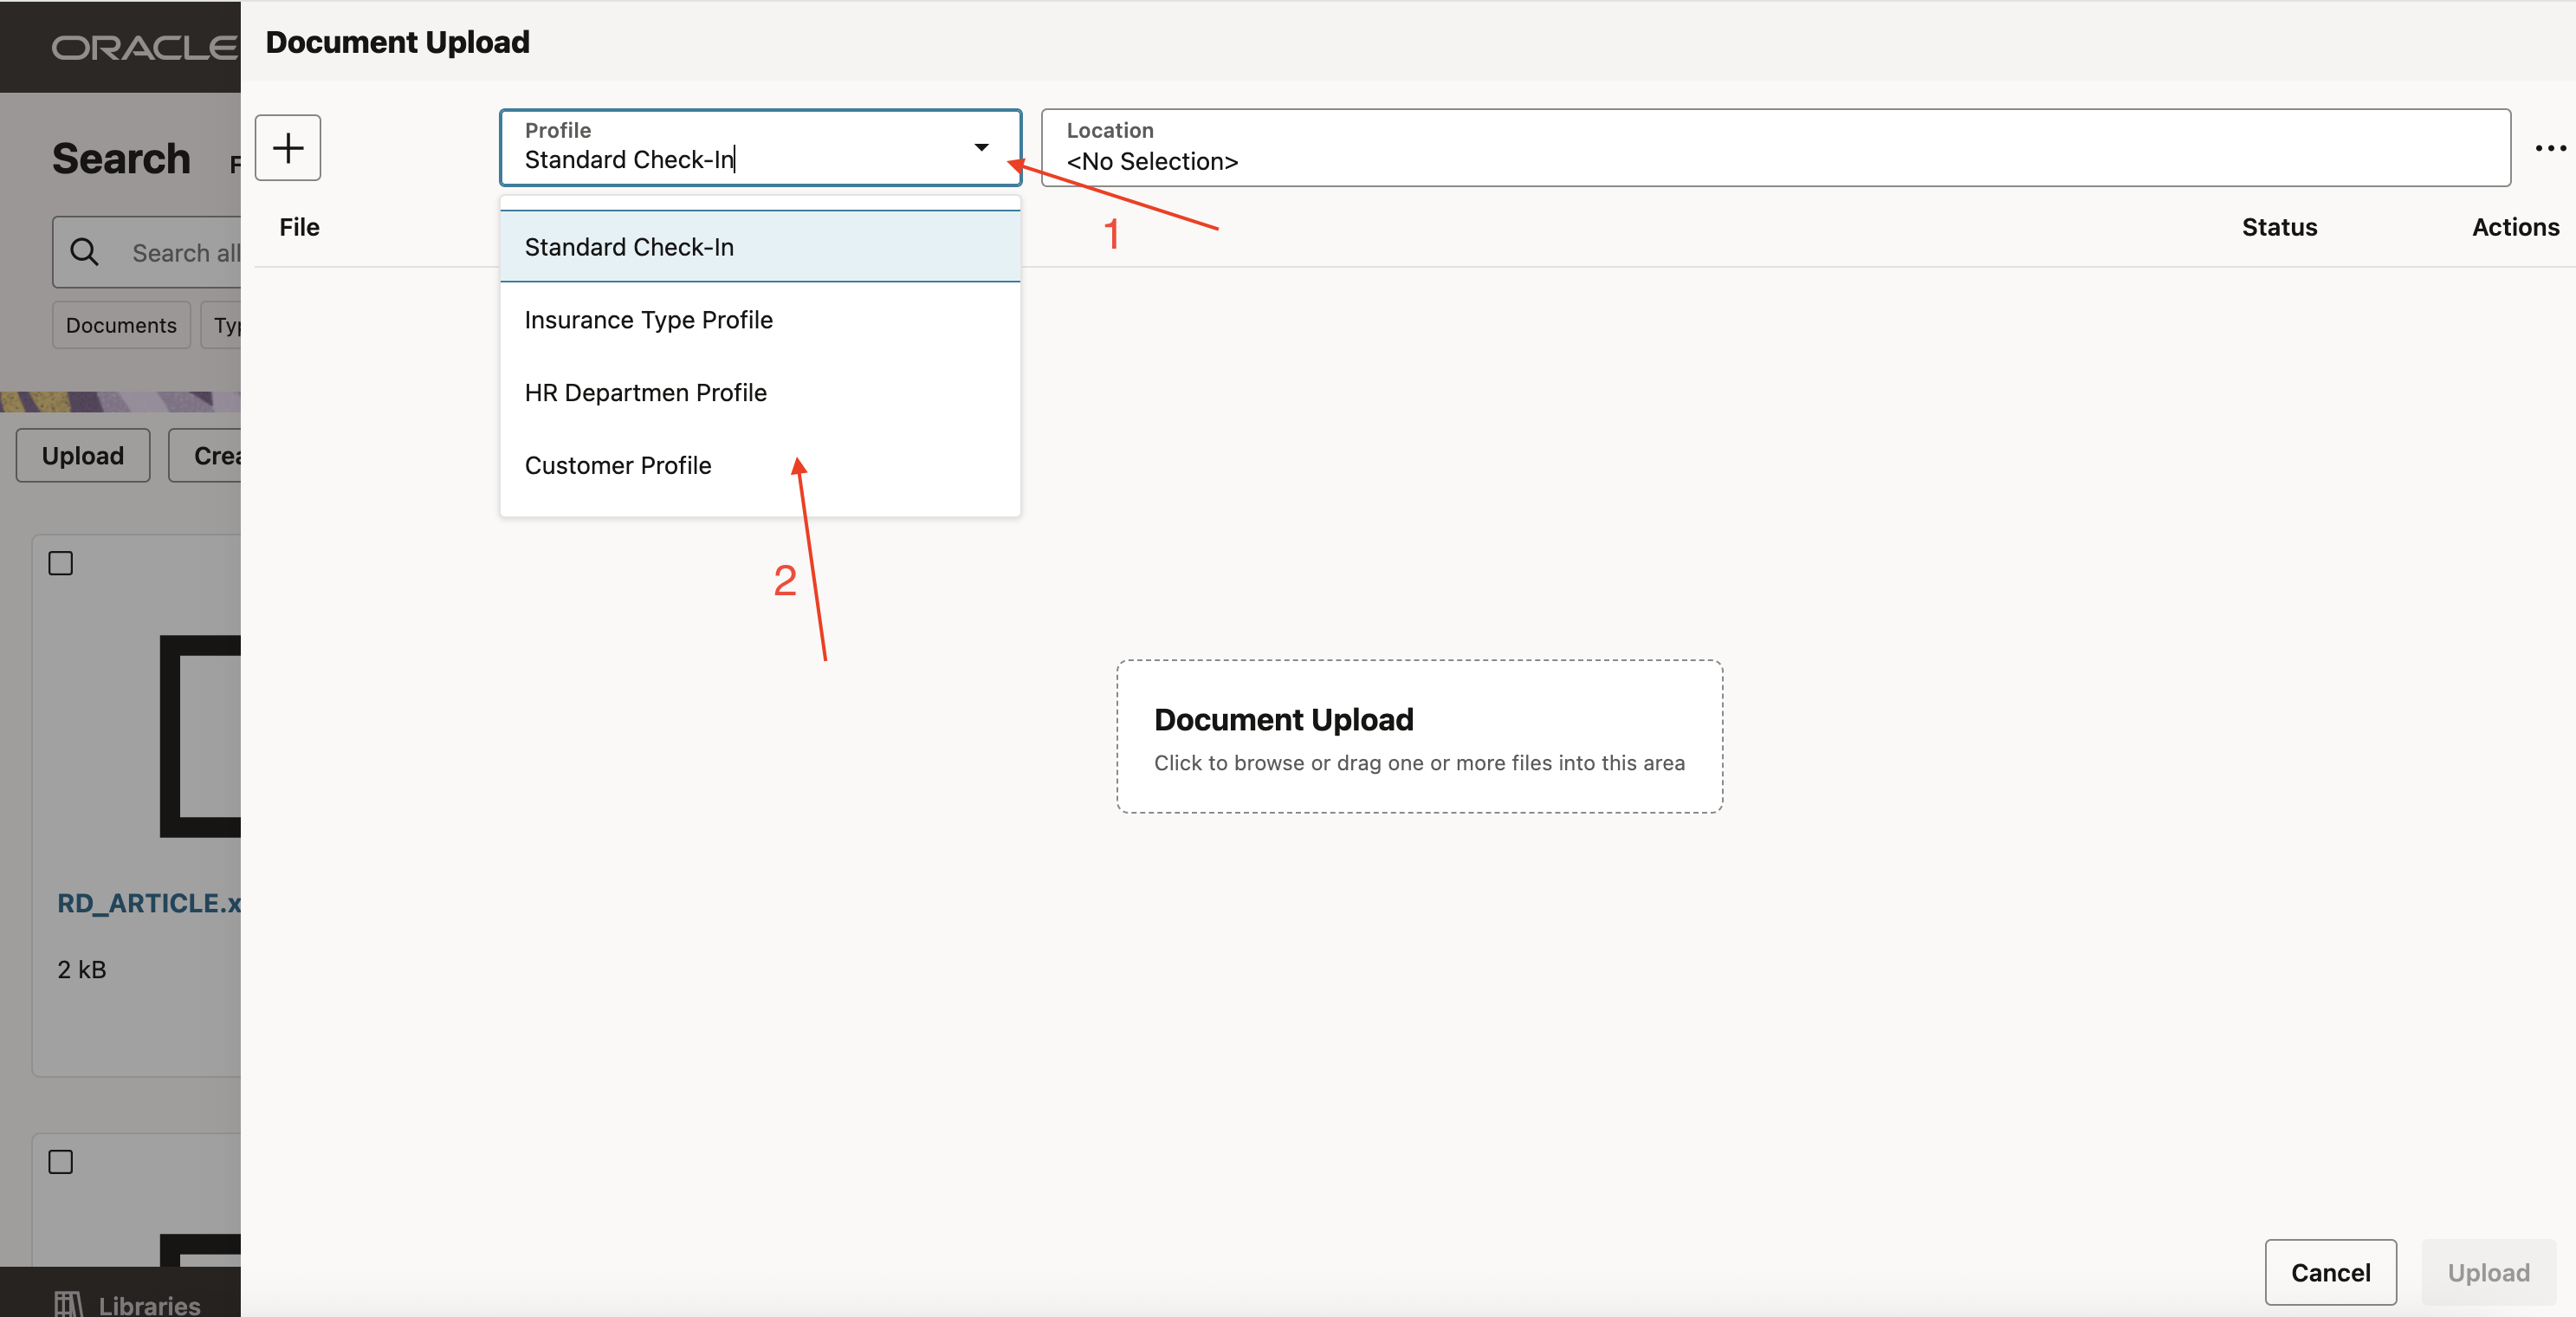 ORACLE
Document Upload
Search
Profile
Standard Check-In
Location
<No Selection>
...
1
File
Status
Actions
Search all
Standard Check-In
Documents
Typ
Insurance Type Profile
HR Departmen Profile
Upload
Crea
Customer Profile
2
Document Upload
Click to browse or drag one or more files into this area
RD_ARTICLE.x
2 kB
Cancel
Upload
Libraries